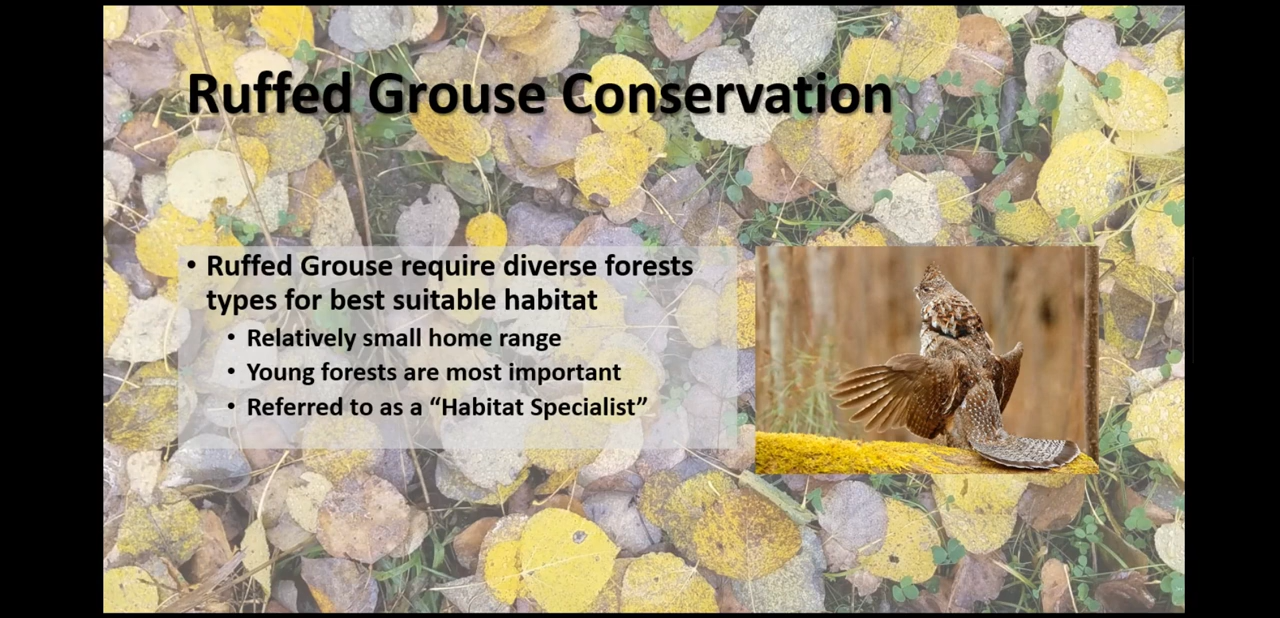 Ruffed Grouse Conservation
• Ruffed Grouse require diverse forests
types for best suitable habitat
• Relatively small home range
• Young forests are most important
• Referred to as a “Habitat Specialist”